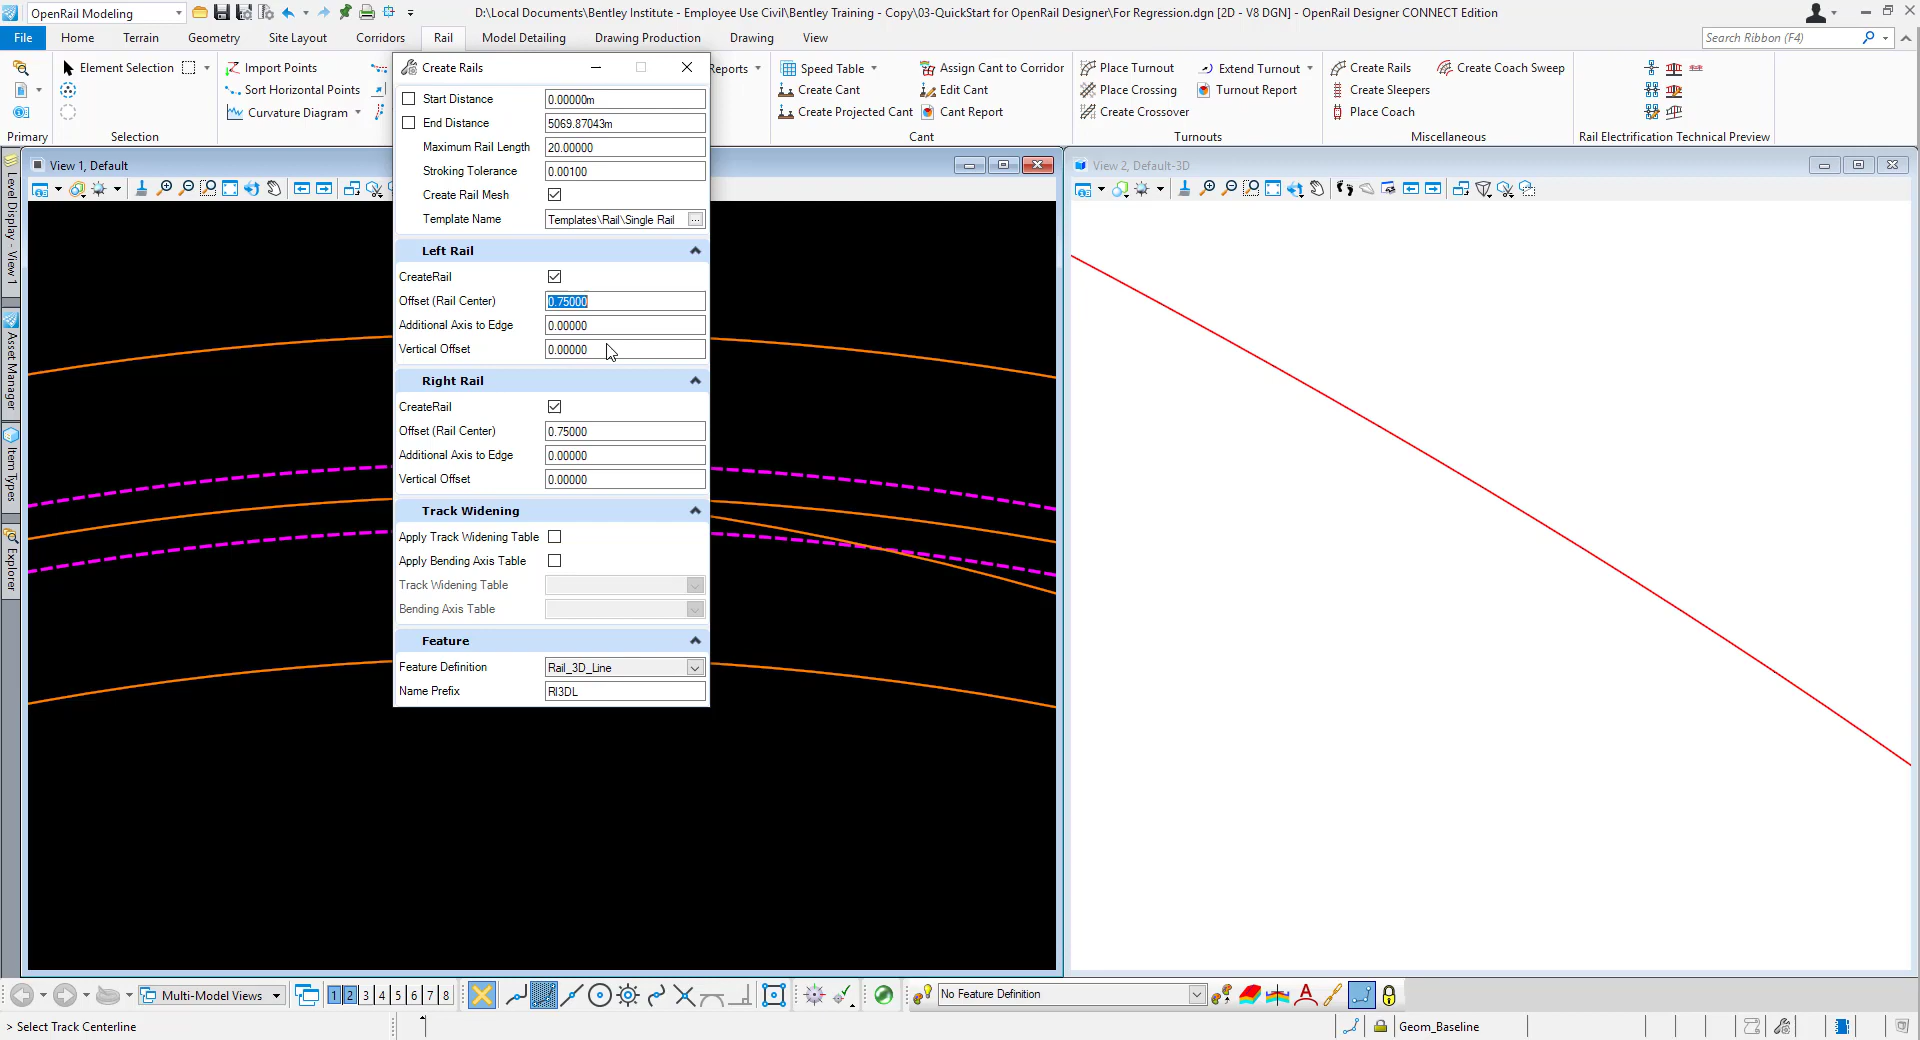 OpenRail Modeling
D:\Local Documents\Bentley Institute - Employee Use Civil\Bentley Training - Copy\03-QuickStart for OpenRail Designer\For Regression.dgn [2D - V8 DGN] - OpenRail Designer CONNECT Edition
File Home Terrain Geometry Site Layout Corridors Rail Model Detailing Drawing Production Drawing View
Search Ribbon (F4)
Element Selection
Import Points
Sort Horizontal Points
Curvature Diagram
Primary
Selection
Reports
Speed Table
Create Cant
Create Projected Cant
Assign Cant to Corridor
Edit Cant
Cant Report
Cant
Place Turnout
Place Crossing
Create Crossover
Extend Turnout
Turnout Report
Turnouts
Create Rails
Create Sleepers
Place Coach
Create Coach Sweep
Miscellaneous
Rail Electrification Technical Preview
Create Rails
Start Distance 0.00000m
End Distance 5069.87043m
Maximum Rail Length 20.00000
Stroking Tolerance 0.00100
Create Rail Mesh
Template Name Templates\Rail\Single Rail ...
Left Rail
CreateRail
Offset (Rail Center) 0.75000
Additional Axis to Edge 0.00000
Vertical Offset 0.00000
Right Rail
CreateRail
Offset (Rail Center) 0.75000
Additional Axis to Edge 0.00000
Vertical Offset 0.00000
Track Widening
Apply Track Widening Table
Apply Bending Axis Table
Track Widening Table
Bending Axis Table
Feature
Feature Definition Rail_3D_Line
Name Prefix Rl3DL
View 1, Default
View 2, Default-3D
Level Display - View 1
Asset Manager
Item Types
Explorer
Multi-Model Views
1 2 3 4 5 6 7 8
No Feature Definition
> Select Track Centerline
Geom_Baseline